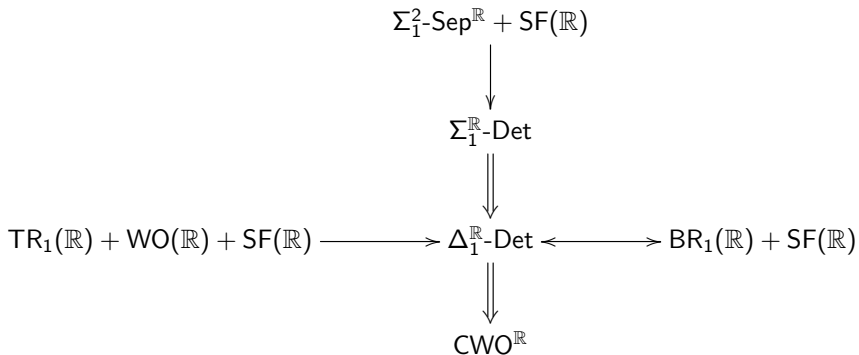 Σ₁²-Sep^ℝ + SF(ℝ)
Σ₁^ℝ-Det
TR₁(ℝ) + WO(ℝ) + SF(ℝ) Δ₁^ℝ-Det BR₁(ℝ) + SF(ℝ)
CWO^ℝ